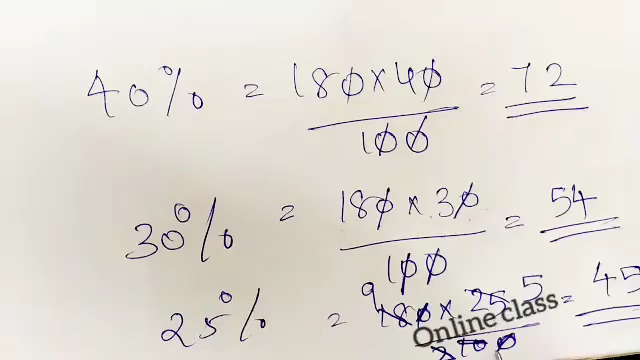 40% = 180 × 40 / 100 = 72
30% = 180 × 30 / 100 = 54
25% = 9 180 × 25 5 / 2 100 = 45
Online class